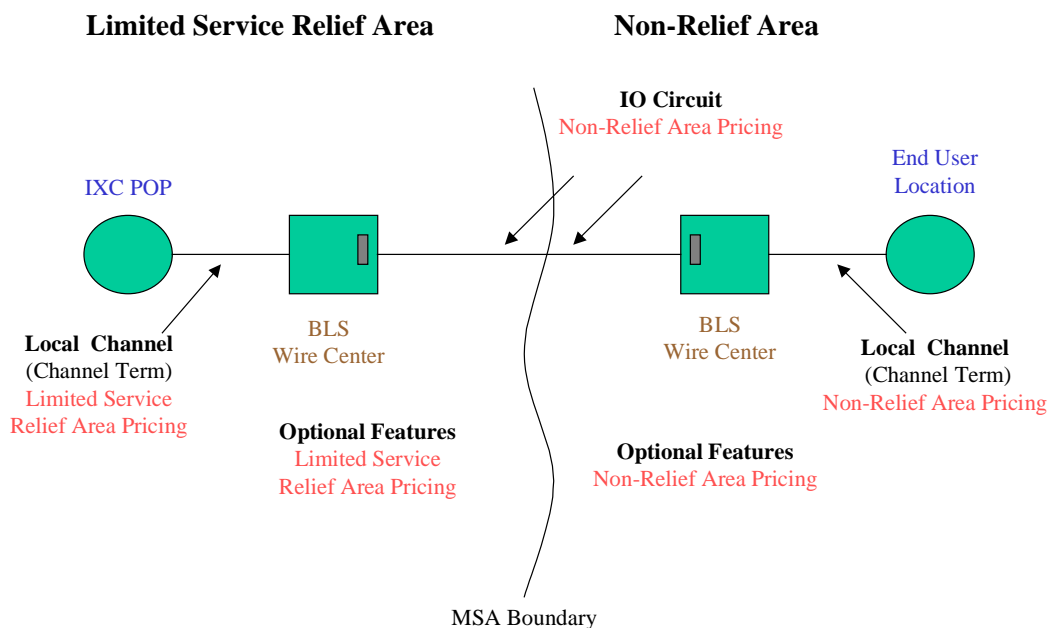 Limited Service Relief Area
Non-Relief Area
IO Circuit
Non-Relief Area Pricing
IXC POP
End User
Location
BLS
Wire Center
BLS
Wire Center
Local Channel
(Channel Term)
Limited Service
Relief Area Pricing
Local Channel
(Channel Term)
Non-Relief Area Pricing
Optional Features
Limited Service
Relief Area Pricing
Optional Features
Non-Relief Area Pricing
MSA Boundary